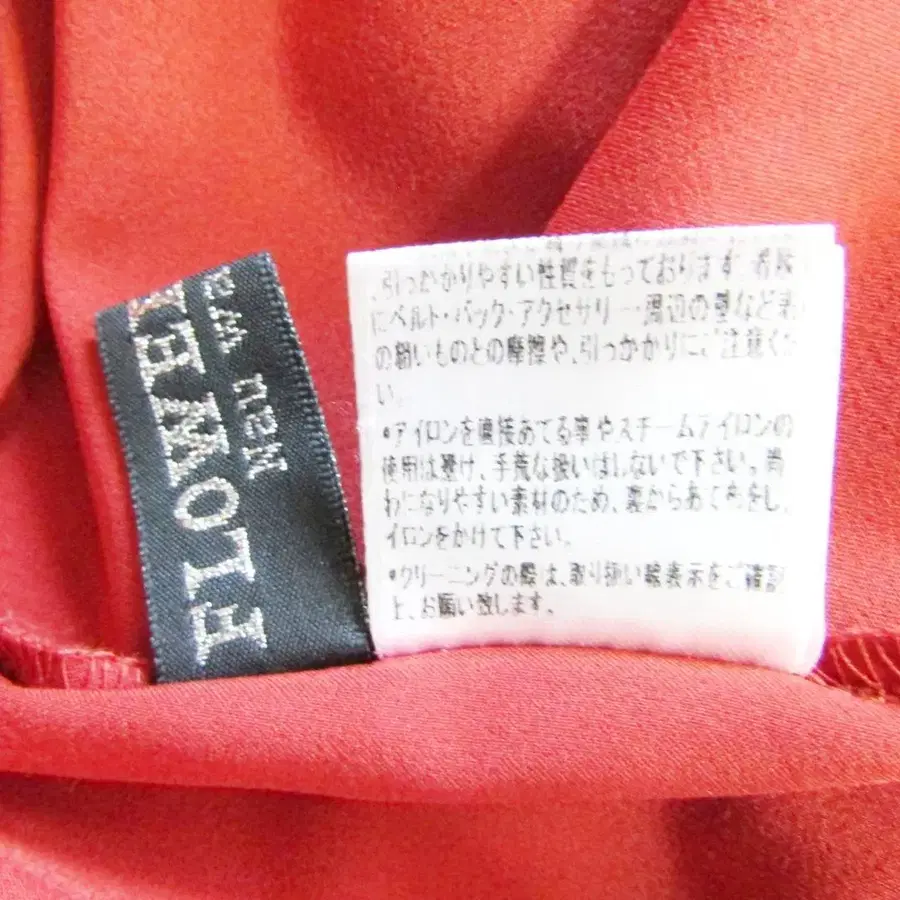 FLOWE
new
引っかかりやすい性質をもっております。着用
にベルト・バック・アクセサリー…周辺の壁など来
の粗いものとの摩擦や、引っかかりにご注意くだ
い。
•アイロンを直接あてる事やスチームアイロンの
使用は避け、手荒な扱いはしないで下さい。
わになりやすい素材のため、裏からあて布をし、
イロンをかけて下さい。
•クリーニングの際は、取り扱い絵表示をご確認
上、お願い致します。